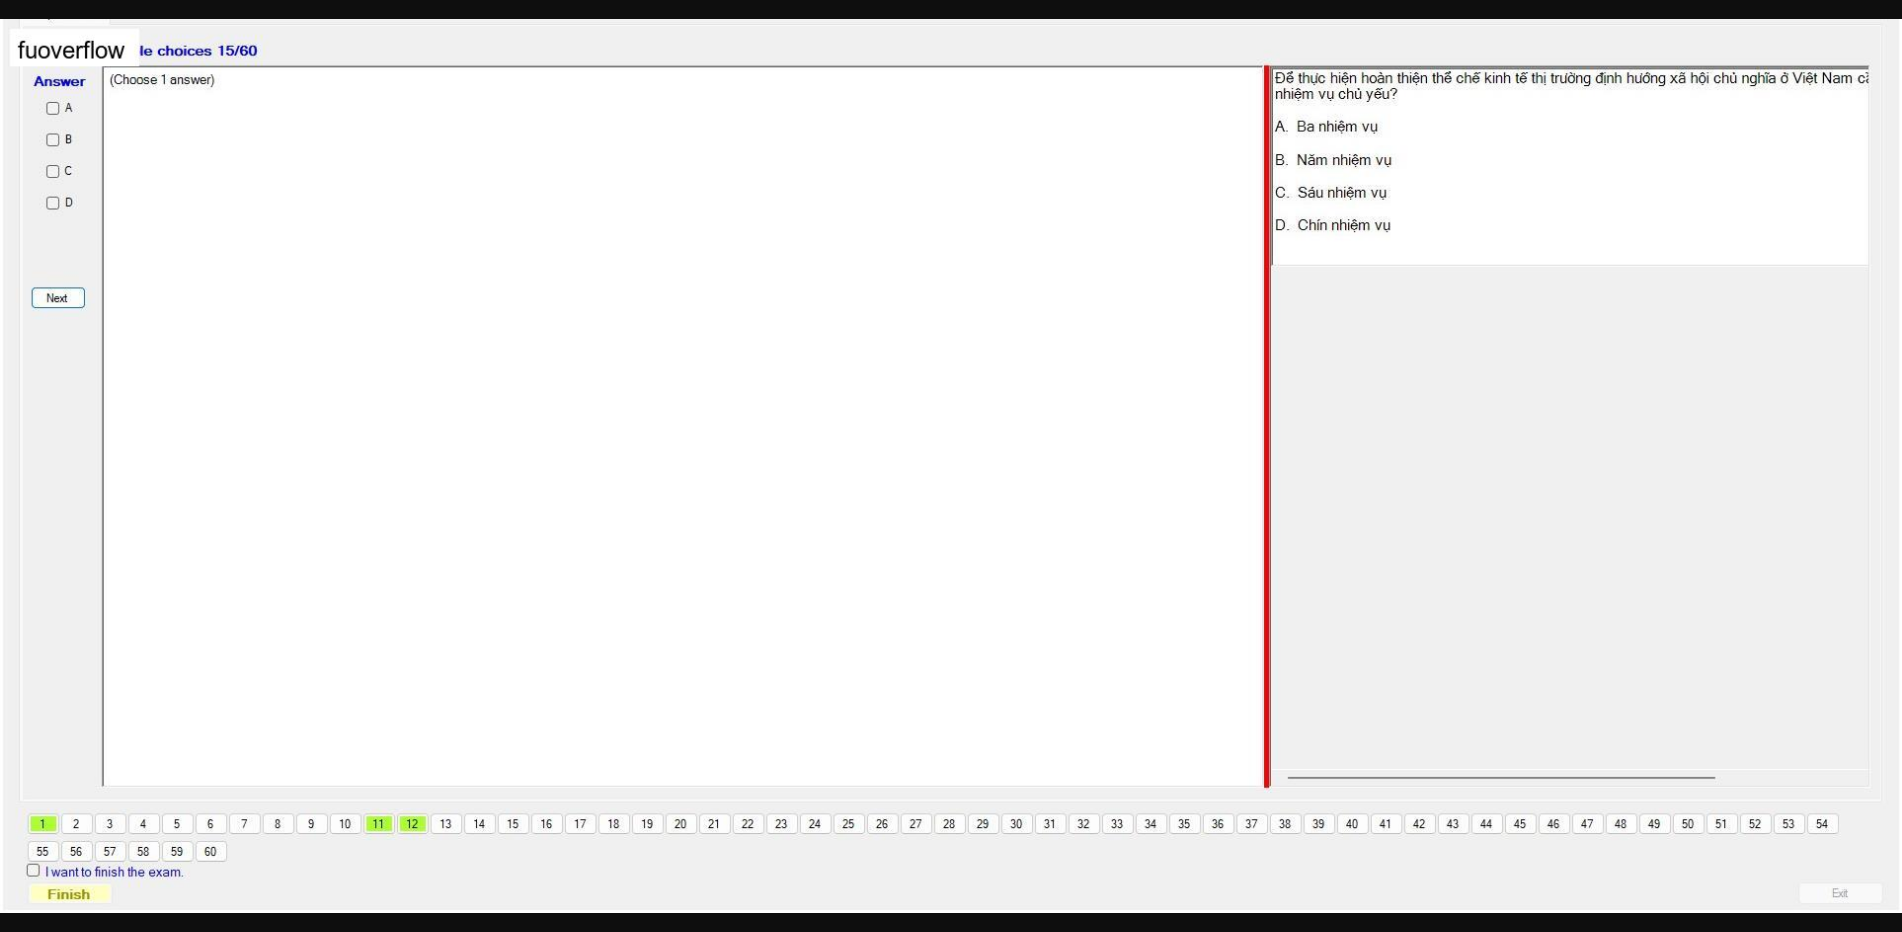 fuoverflow le choices 15/60
Answer
(Choose 1 answer)
A
B
C
D
Next
Để thực hiện hoàn thiện thể chế kinh tế thị trường định hướng xã hội chủ nghĩa ở Việt Nam
nhiệm vụ chủ yếu?
A. Ba nhiệm vụ
B. Năm nhiệm vụ
C. Sáu nhiệm vụ
D. Chín nhiệm vụ
1 2 3 4 5 6 7 8 9 10 11 12 13 14 15 16 17 18 19 20 21 22 23 24 25 26 27 28 29 30 31 32 33 34 35 36 37 38 39 40 41 42 43 44 45 46 47 48 49 50 51 52 53 54
55 56 57 58 59 60
I want to finish the exam.
Finish
Exit